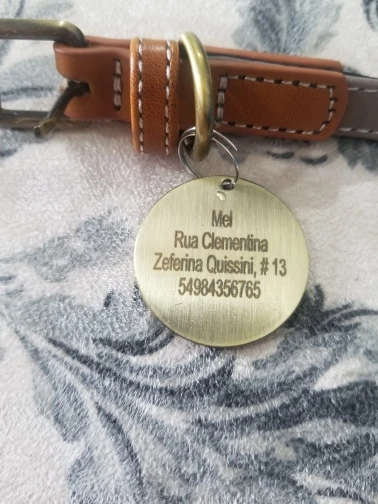 Mel
Rua Clementina
Zeferina Quissini, # 13
54984356765